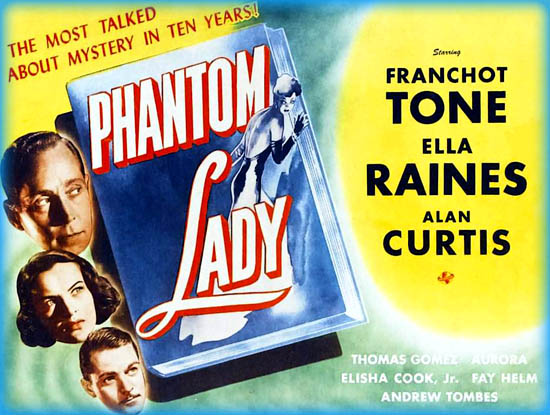 THE MOST TALKED
ABOUT MYSTERY IN TEN YEARS!
PHANTOM
LADY
Starring
FRANCHOT
TONE
ELLA
RAINES
ALAN
CURTIS
THOMAS GOMEZ AURORA
ELISHA COOK, Jr. FAY HELM
ANDREW TOMBES